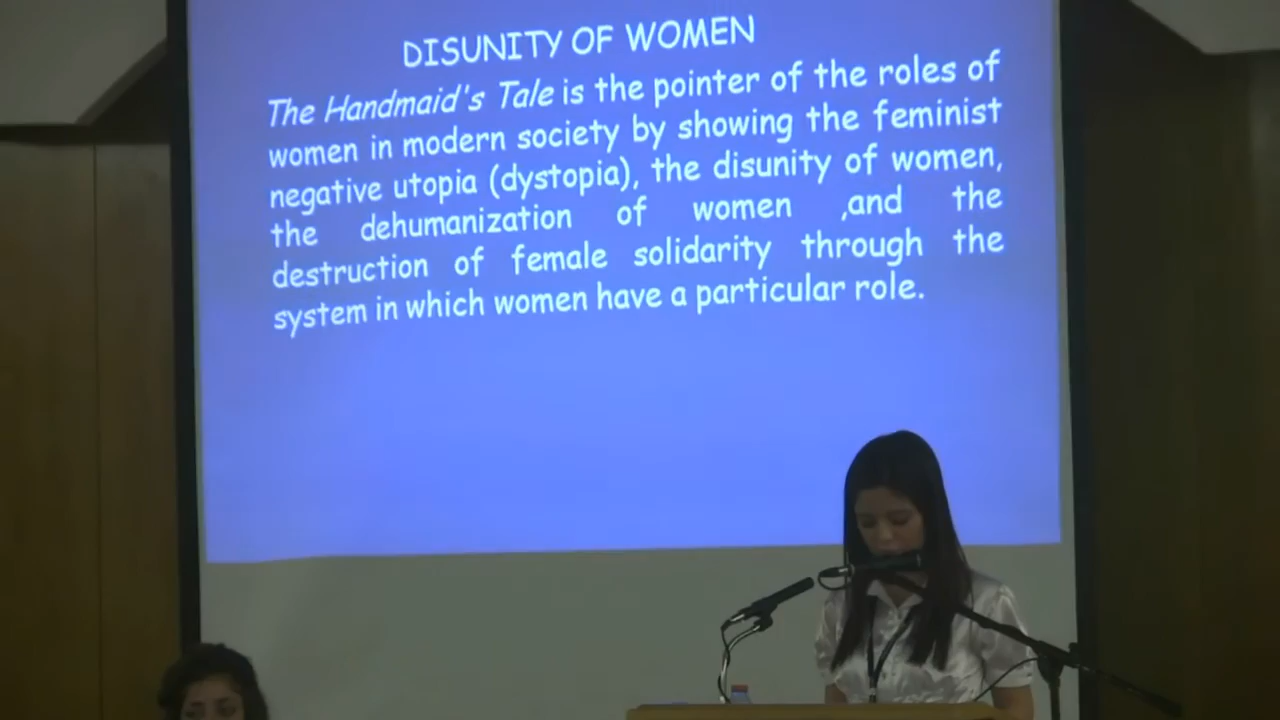 DISUNITY OF WOMEN
The Handmaid's Tale is the pointer of the roles of
women in modern society by showing the feminist
negative utopia (dystopia), the disunity of women,
the dehumanization of women ,and the
destruction of female solidarity through the
system in which women have a particular role.